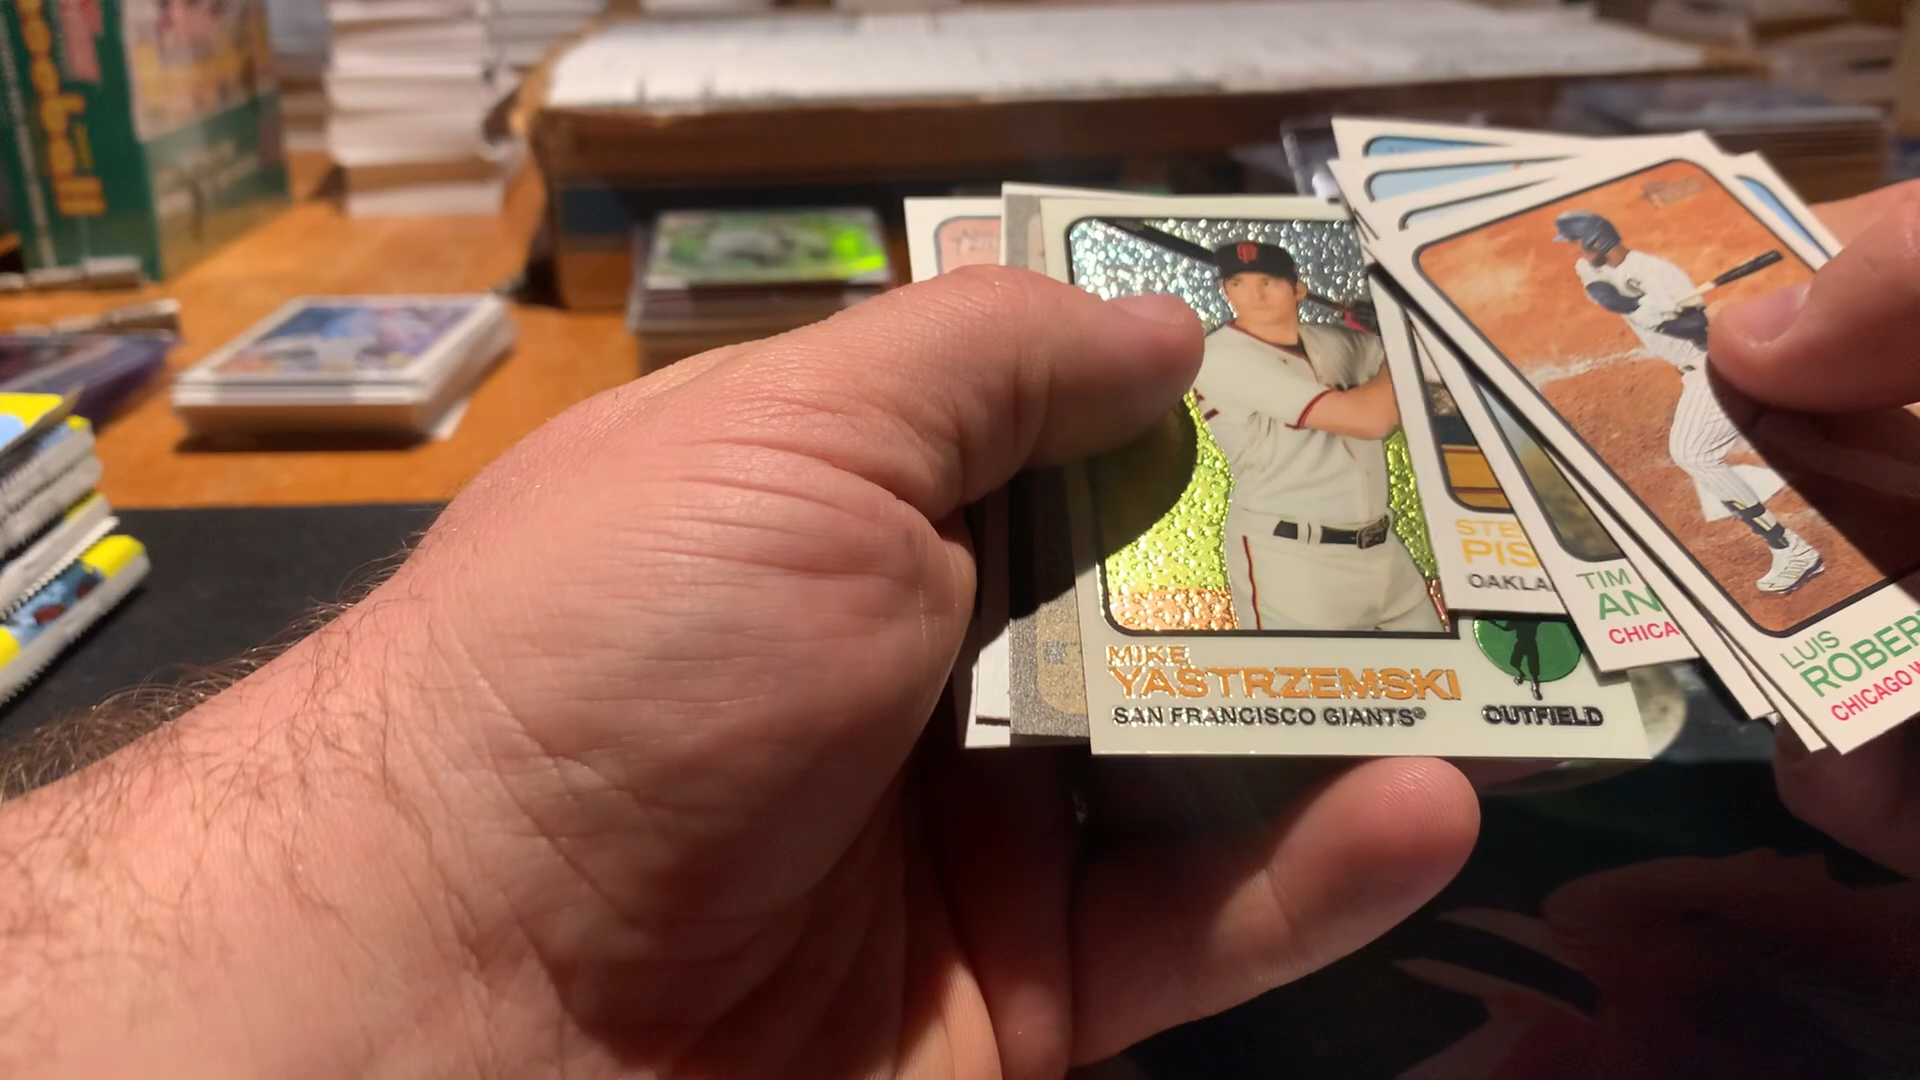 MIKE
YASTRZEMSKI
SAN FRANCISCO GIANTS®
OUTFIELD
STE
PIS
OAKLA
TIM
AN
CHICA
LUIS
ROBER
CHICAGO W